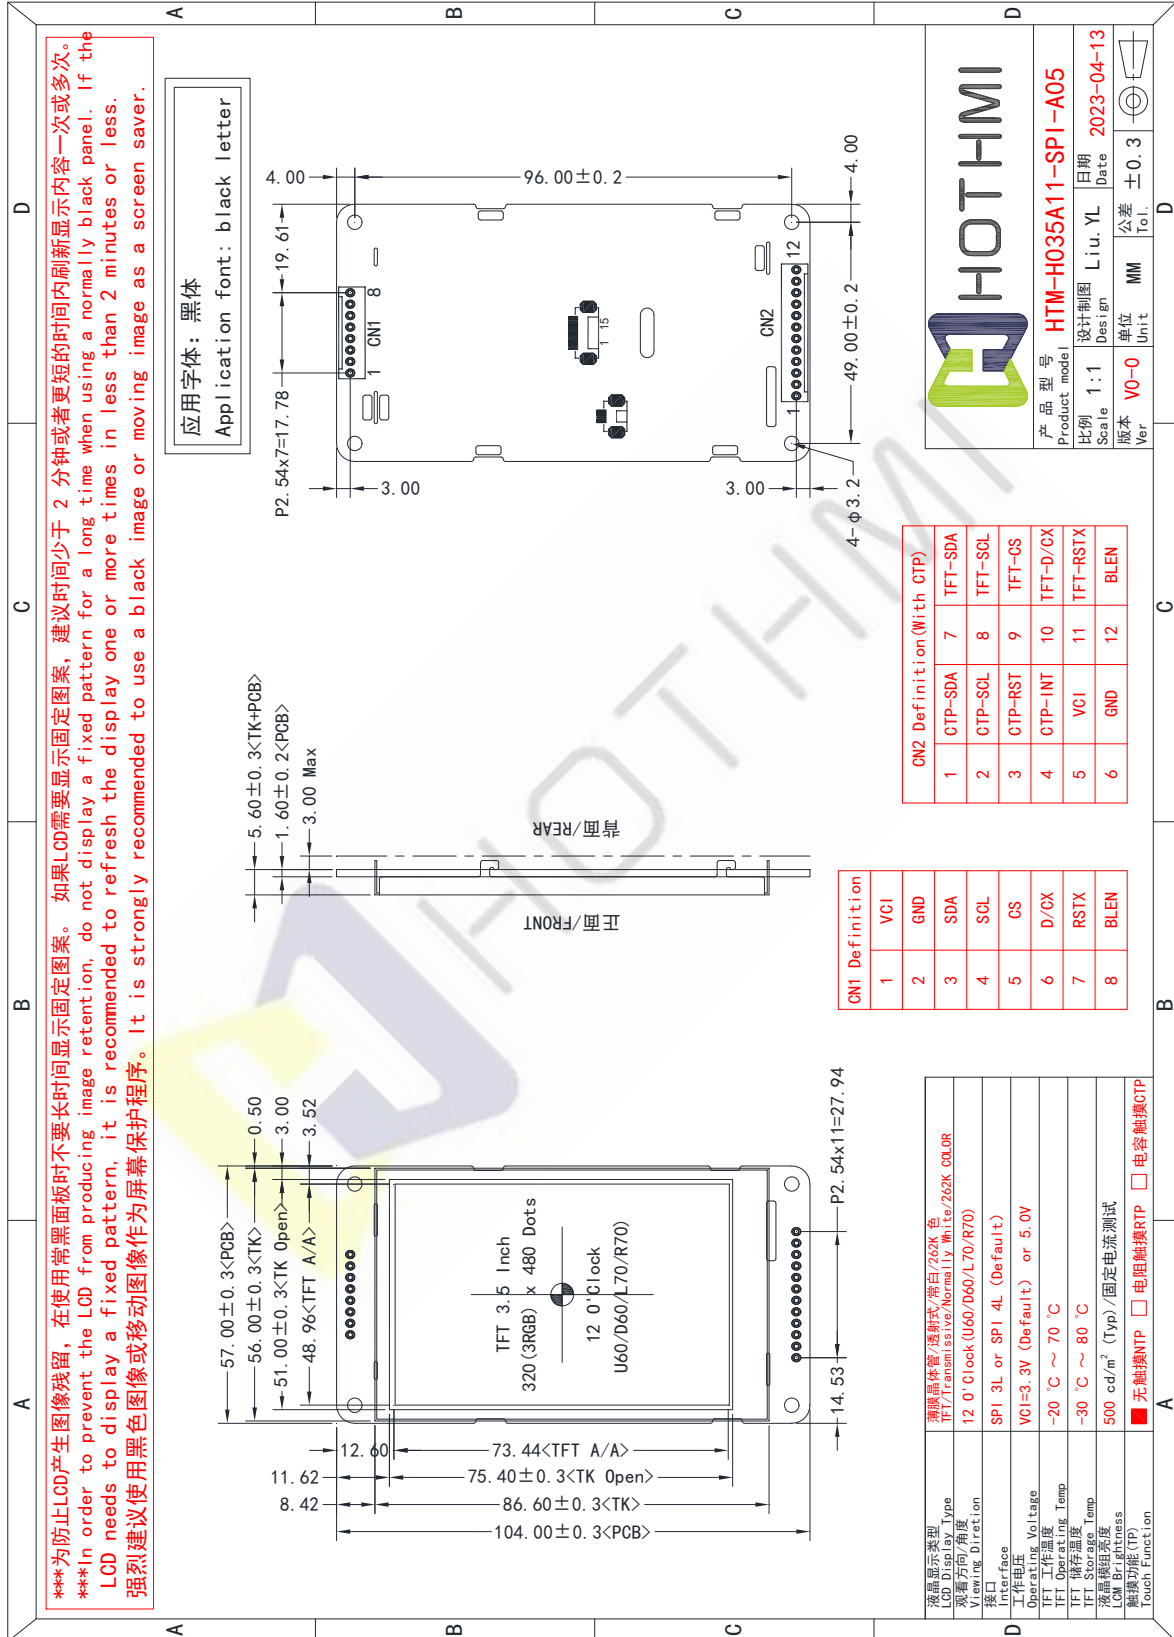 ***为防止LCD产生图像残留，在使用常黑面板时不要长时间显示固定图案。 如果LCD需要显示固定图案，建议时间少于 2 分钟或者更短的时间内刷新显示内容一次或多次。
***In order to prevent the LCD from producing image retention, do not display a fixed pattern for a long time when using a normally black panel. If the
LCD needs to display a fixed pattern, it is recommended to refresh the display one or more times in less than 2 minutes or less.
强烈建议使用黑色图像或移动图像作为屏幕保护程序。It is strongly recommended to use a black image or moving image as a screen saver.
应用字体: 黑体
Application font: black letter
57.00±0.3<PCB>
56.00±0.3<TK>
51.00±0.3<TK Open>
48.96<TFT A/A>
0.50
3.00
3.52
TFT 3.5 Inch
320(3RGB) x 480 Dots
12 O'Clock
U60/D60/L70/R70)
12.60
11.62
8.42
73.44<TFT A/A>
75.40±0.3<TK Open>
86.60±0.3<TK>
104.00±0.3<PCB>
14.53
P2.54x11=27.94
5.60±0.3<TK+PCB>
1.60±0.2<PCB>
3.00 Max
正面/FRONT
背面/REAR
P2.54x7=17.78
19.61
4.00
3.00
1
8
CN1
96.00±0.2
1 15
CN2
1
12
3.00
4-φ3.2
49.00±0.2
4.00
HOTHMI
CN1 Definition
1 VCI
2 GND
3 SDA
4 SCL
5 CS
6 D/CX
7 RSTX
8 BLEN
CN2 Definition(With CTP)
1 CTP-SDA 7 TFT-SDA
2 CTP-SCL 8 TFT-SCL
3 CTP-RST 9 TFT-CS
4 CTP-INT 10 TFT-D/CX
5 VCI 11 TFT-RSTX
6 GND 12 BLEN
液晶显示类型
LCD Display Type
薄膜晶体管/透射式/常白/262K 色
TFT/Transmissive/Normally White/262K COLOR
观看方向/角度
Viewing Diretion
12 O'Clock(U60/D60/L70/R70)
接口
Interface
SPI 3L or SPI 4L (Default)
工作电压
Operating Voltage
VCI=3.3V (Default) or 5.0V
TFT 工作温度
TFT Operating Temp
-20 ℃ ～ 70 ℃
TFT 储存温度
TFT Storage Temp
-30 ℃ ～ 80 ℃
液晶模组亮度
LCM Brightness
500 cd/m² (Typ)/固定电流测试
触摸功能(TP)
Touch Function
无触摸NTP 电阻触摸RTP 电容触摸CTP
HOTHMI
产品型号
Product model
HTM-H035A11-SPI-A05
比例
Scale
1:1
设计制图
Design
Liu.YL
日期
Date
2023-04-13
版本
Ver
V0-0
单位
Unit
MM
公差
Tol.
±0.3
A
B
C
D
A
B
C
D
A
B
C
D
A
B
C
D